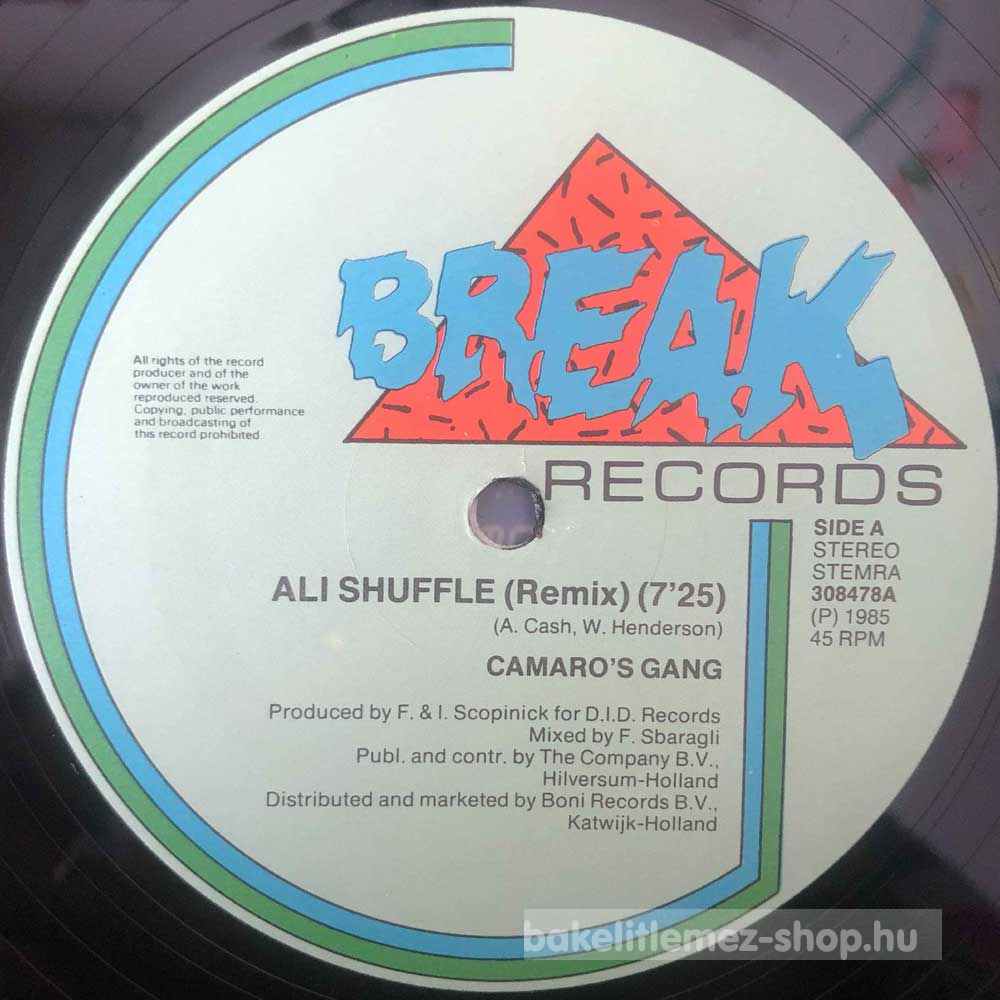 BREAK
RECORDS
All rights of the record
producer and of the
owner of the work
reproduced reserved.
Copying, public performance
and broadcasting of
this record prohibited
SIDE A
STEREO
STEMRA
308478A
(P) 1985
45 RPM
ALI SHUFFLE (Remix) (7'25)
(A. Cash, W. Henderson)
CAMARO'S GANG
Produced by F. & I. Scopinick for D.I.D. Records
Mixed by F. Sbaragli
Publ. and contr. by The Company B.V.,
Hilversum-Holland
Distributed and marketed by Boni Records B.V.,
Katwijk-Holland
bakelitlemez-shop.hu